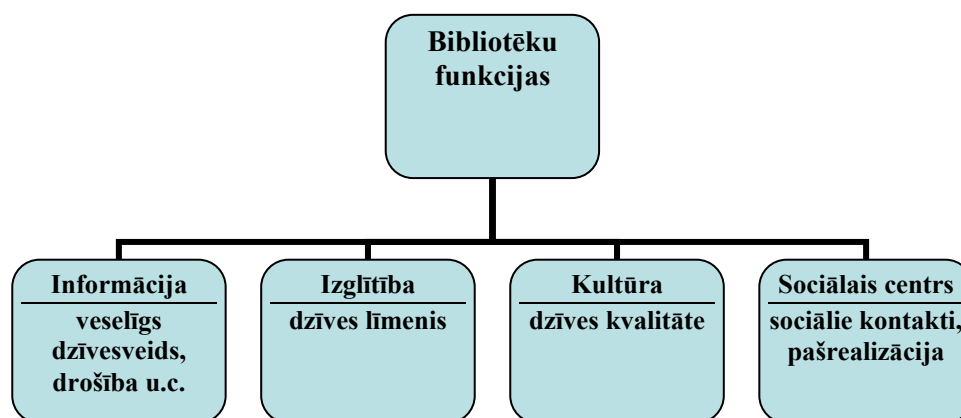 Bibliotēku
funkcijas
Informācija
veselīgs
dzīvesveids,
drošība u.c.
Izglītība
dzīves līmenis
Kultūra
dzīves kvalitāte
Sociālais centrs
sociālie kontakti,
pašrealizācija